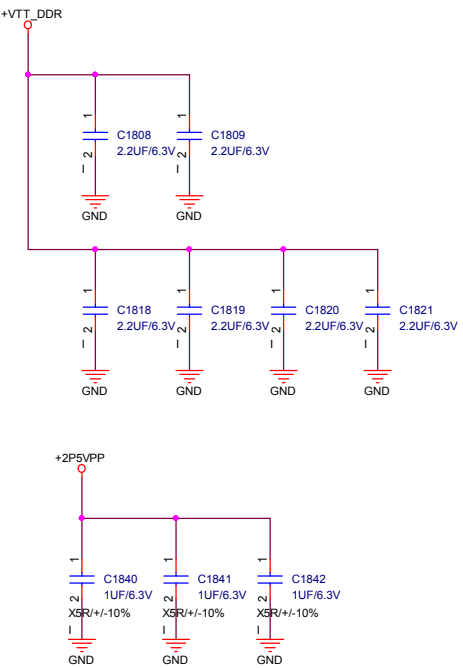 +VTT_DDR
1
1
C1808
C1809
2.2UF/6.3V
2.2UF/6.3V
2
2
I
I
GND
GND
1
1
1
1
C1818
C1819
C1820
C1821
2.2UF/6.3V
2.2UF/6.3V
2.2UF/6.3V
2.2UF/6.3V
2
2
2
2
I
I
I
I
GND
GND
GND
GND
+2P5VPP
1
1
1
C1840
C1841
C1842
1UF/6.3V
1UF/6.3V
1UF/6.3V
2
2
2
X5R/+/-10%
X5R/+/-10%
X5R/+/-10%
I
I
I
GND
GND
GND